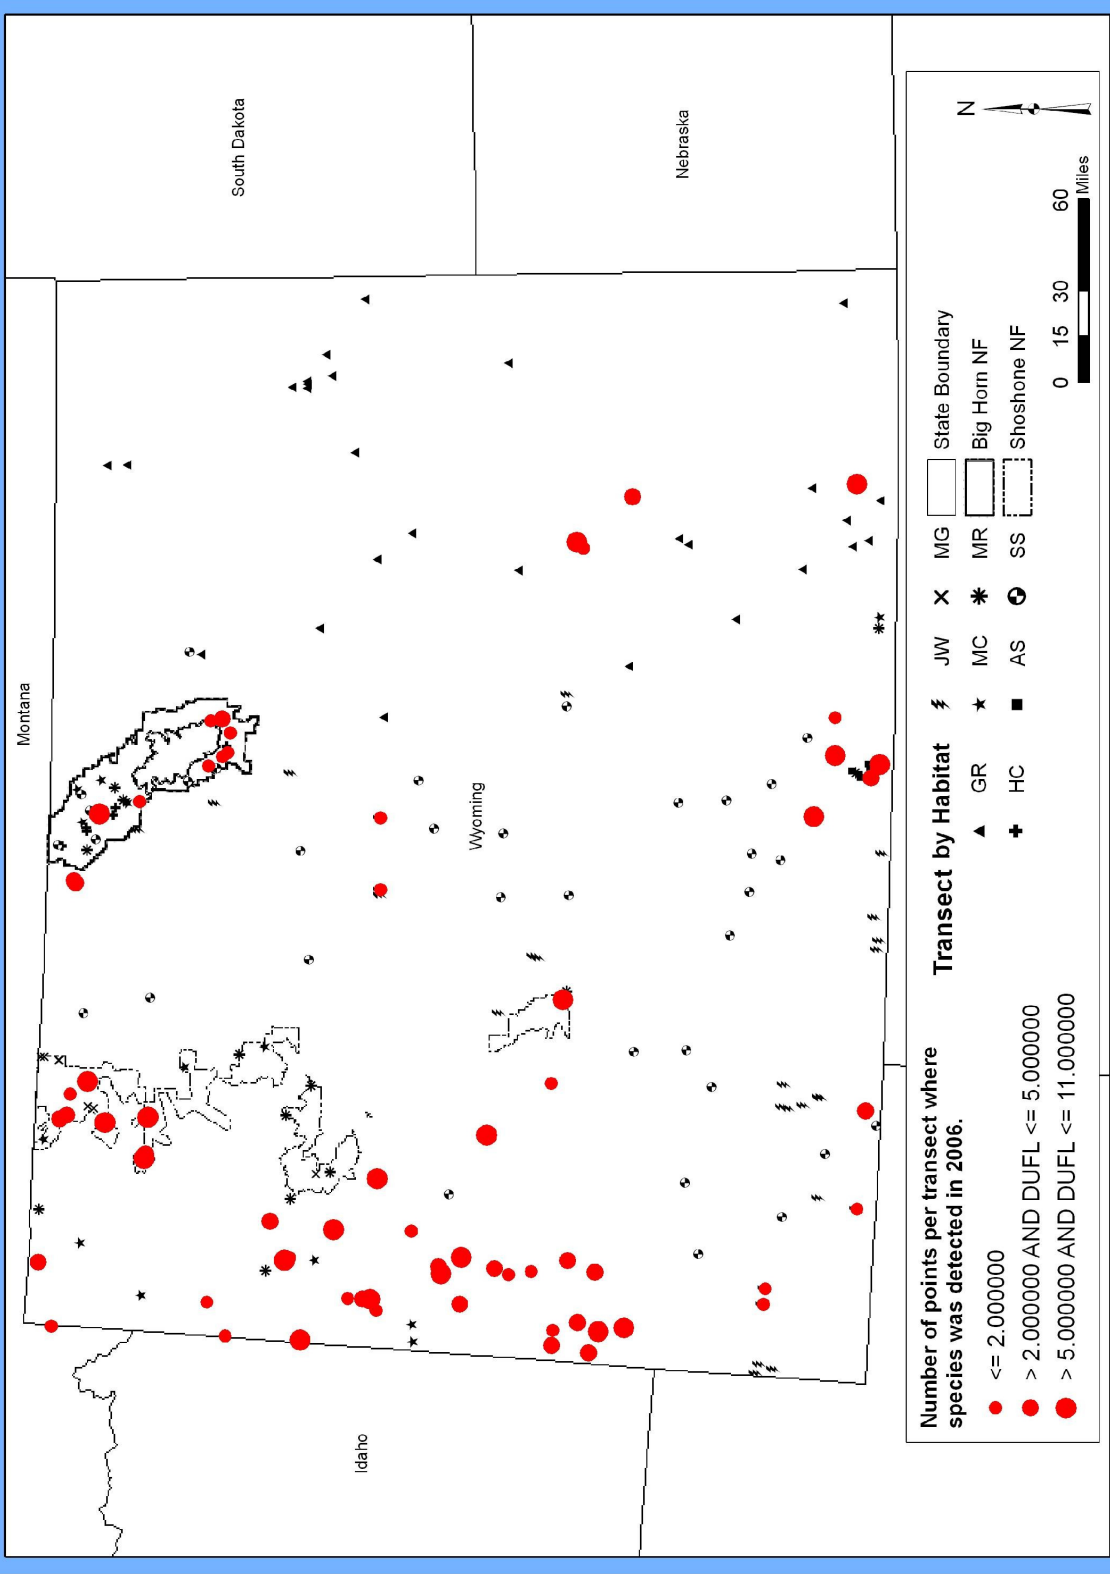 Montana
South Dakota
Wyoming
Idaho
Nebraska
Number of points per transect where
species was detected in 2006.
<= 2.000000
> 2.000000 AND DUFL <= 5.000000
> 5.000000 AND DUFL <= 11.000000
Transect by Habitat
GR
HC
JW
MC
AS
MG
MR
SS
State Boundary
Big Horn NF
Shoshone NF
N
0 15 30 60
Miles